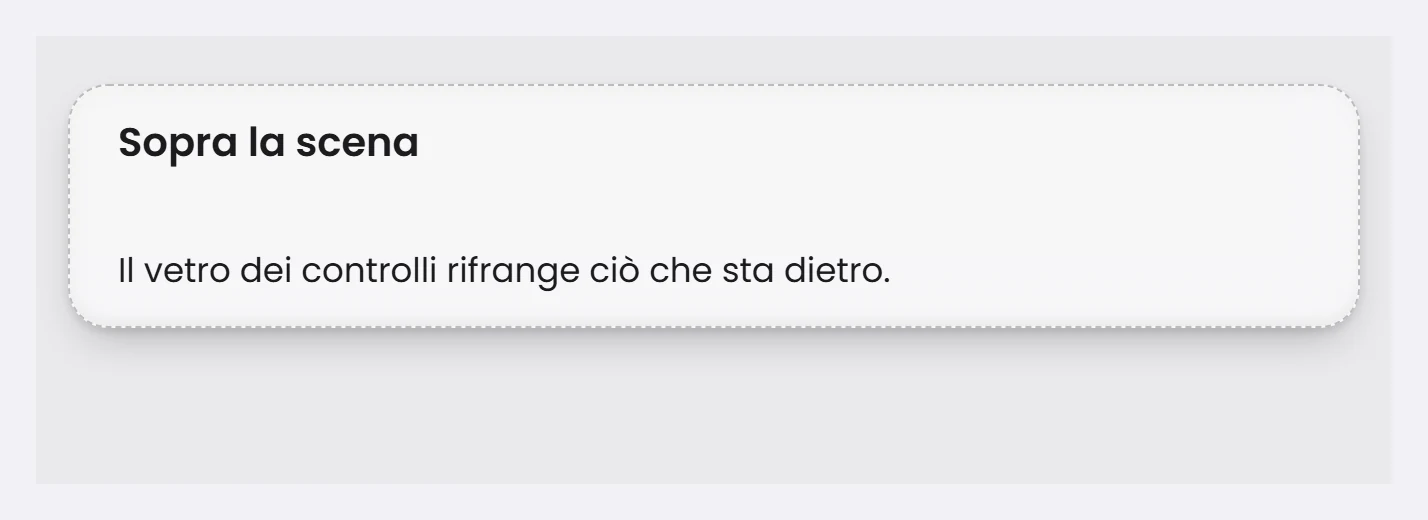 Sopra la scena
Il vetro dei controlli rifrange ciò che sta dietro.